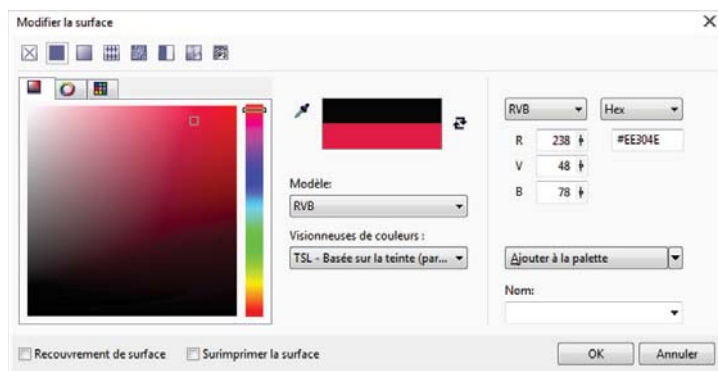 Modifier la surface
RVB
Hex
R 238 #EE304E
V 48
B 78
Modèle:
RVB
Visionneuses de couleurs :
TSL - Basée sur la teinte (par...
Ajouter à la palette
Nom:
Recouvrement de surface
Surimprimer la surface
OK
Annuler